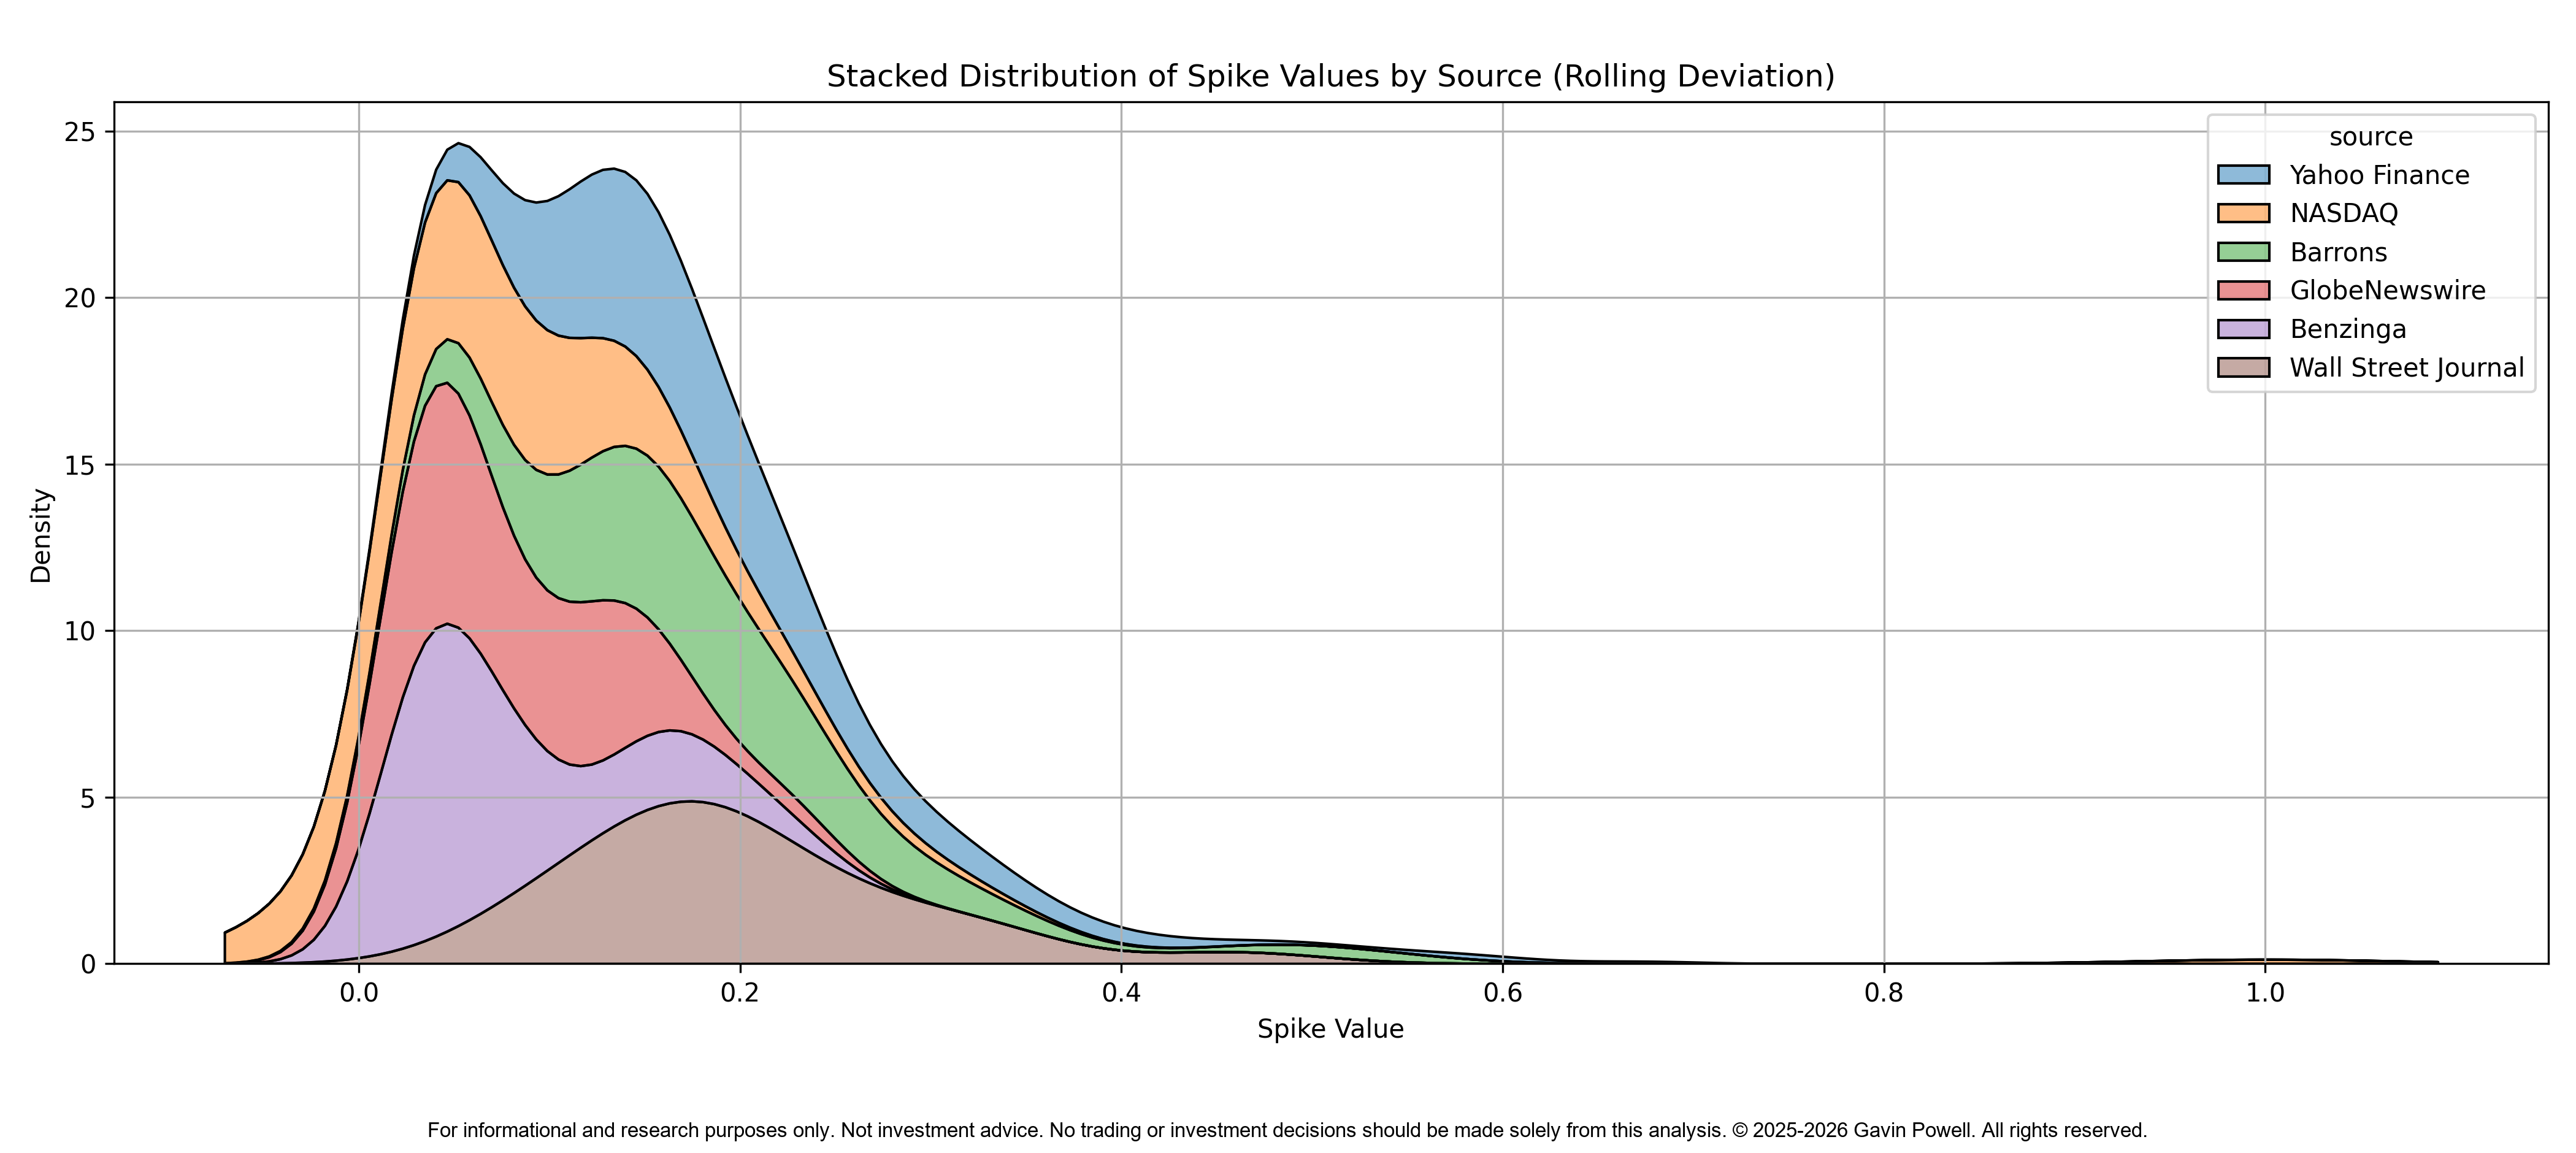 Stacked Distribution of Spike Values by Source (Rolling Deviation)
source
Yahoo Finance
NASDAQ
Barrons
GlobeNewswire
Benzinga
Wall Street Journal
Density
25
20
15
10
5
0
0.0 0.2 0.4 0.6 0.8 1.0
Spike Value
For informational and research purposes only. Not investment advice. No trading or investment decisions should be made solely from this analysis. © 2025-2026 Gavin Powell. All rights reserved.